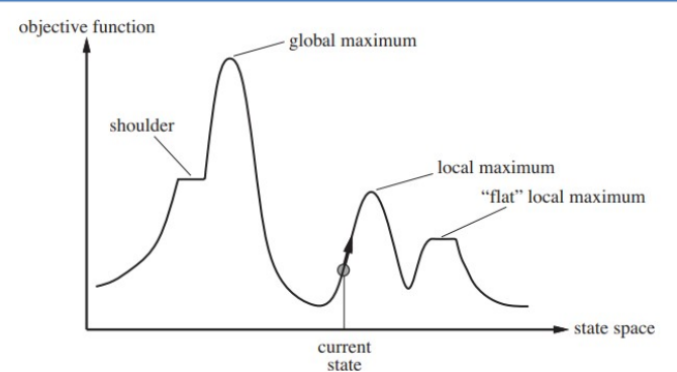 objective function
global maximum
shoulder
local maximum
“flat” local maximum
state space
current
state